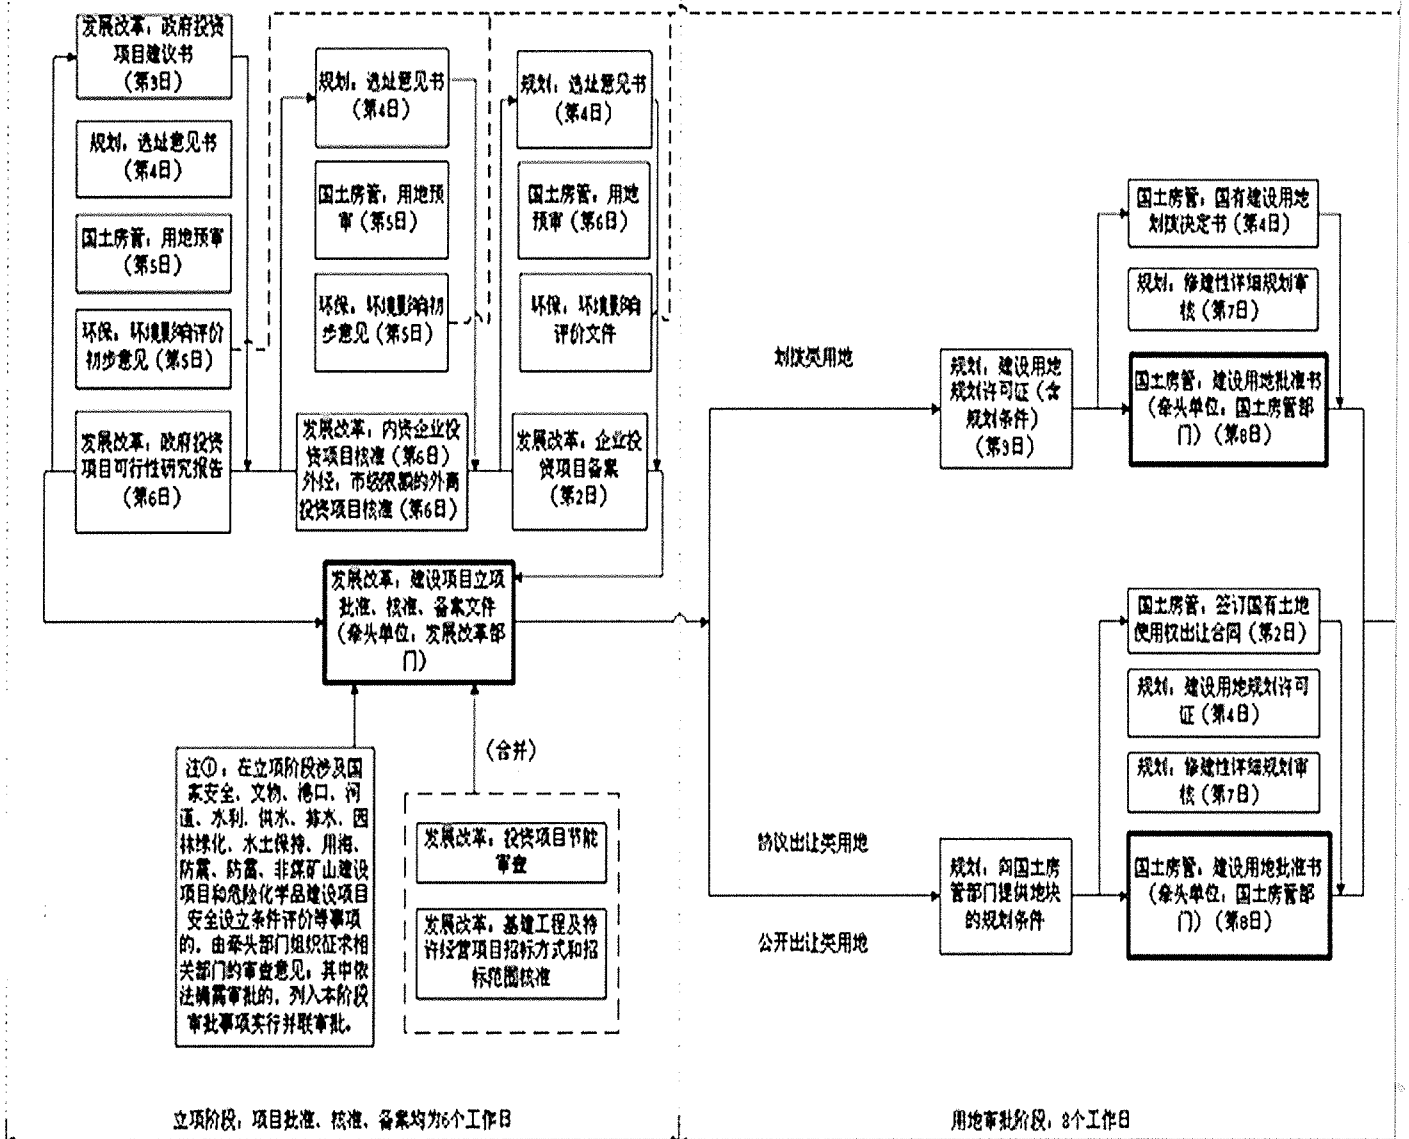 发展改革：政府投资
项目建议书
（第3日）
规划：选址意见书
（第4日）
国土房管：用地预审
（第5日）
环保：环境影响评价
初步意见（第5日）
发展改革：政府投资
项目可行性研究报告
（第6日）
规划：选址意见书
（第4日）
国土房管：用地预
审（第5日）
环保：环境影响初
步意见（第5日）
发展改革：内资企业投
资项目核准（第6日）
外经：市级限额的外商
投资项目核准（第6日）
规划：选址意见书
（第4日）
国土房管：用地
预审（第6日）
环保：环境影响
评价文件
发展改革：企业投
资项目备案
（第2日）
发展改革：建设项目立项
批准、核准、备案文件
（牵头单位：发展改革部
门）
注①：在立项阶段涉及国
家安全、文物、港口、河
道、水利、供水、排水、园
林绿化、水土保持、用海、
防震、防雷、非煤矿山建设
项目和危险化学品建设项目
安全设立条件评价等事项
的，由牵头部门组织征求相
关部门的审查意见；其中依
法确需审批的，列入本阶段
审批事项实行并联审批。
（合并）
发展改革：投资项目节能
审查
发展改革：基建工程及特
许经营项目招标方式和招
标范围核准
立项阶段：项目批准、核准、备案均为6个工作日
划拨类用地
规划：建设用地
规划许可证（含
规划条件）
（第3日）
国土房管：国有建设用地
划拨决定书（第4日）
规划：修建性详细规划审
核（第7日）
国土房管：建设用地批准书
（牵头单位：国土房管部
门）（第8日）
协议出让类用地
公开出让类用地
规划：向国土房
管部门提供地块
的规划条件
国土房管：签订国有土地
使用权出让合同（第2日）
规划：建设用地规划许可
证（第4日）
规划：修建性详细规划审
核（第7日）
国土房管：建设用地批准书
（牵头单位：国土房管部
门）（第8日）
用地审批阶段：8个工作日